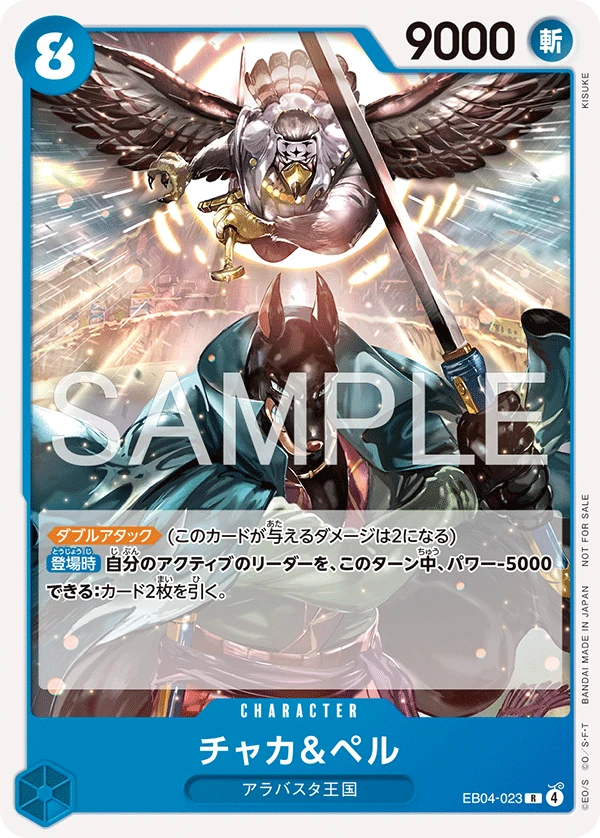 8
9000 斬
KISUKE
SAMPLE
ダブルアタック (このカードが与えるダメージは2になる)
登場時 自分のアクティブのリーダーを、このターン中、パワー-5000
できる:カード2枚を引く。
CHARACTER
チャカ&ペル
アラバスタ王国
EB04-023 R 4
©EO/S ©O/S・F・T BANDAI MADE IN JAPAN NOT FOR SALE